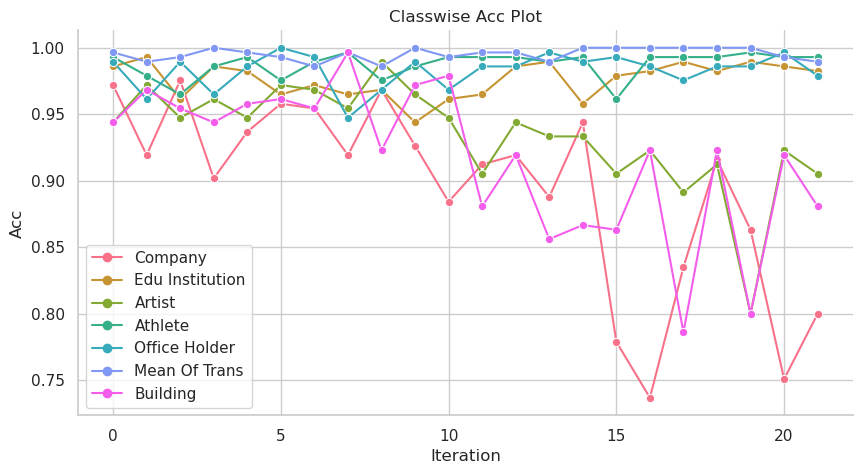 Classwise Acc Plot
1.00
0.95
0.90
0.85
0.80
0.75
Acc
Company
Edu Institution
Artist
Athlete
Office Holder
Mean Of Trans
Building
0 5 10 15 20
Iteration